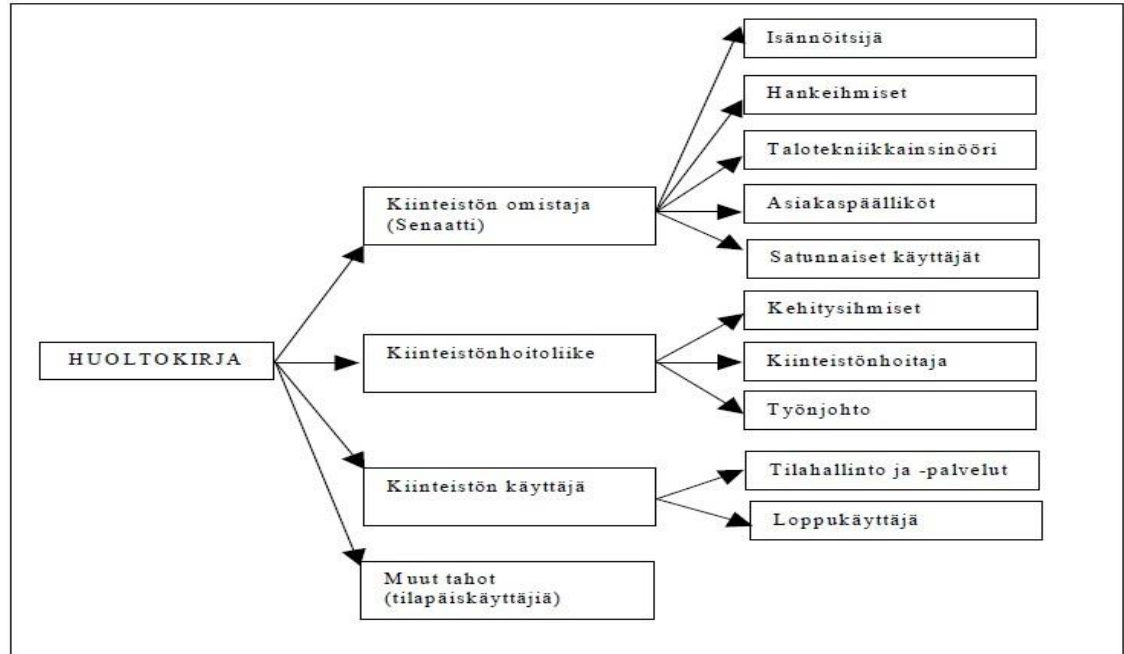 HUOLTOKIRJA
Kiinteistön omistaja
(Senaatti)
Isännöitsijä
Hankeihmiset
Talotekniikkainsinööri
Asiakaspäälliköt
Satunnaiset käyttäjät
Kiinteistönhoitoliike
Kehitysihmiset
Kiinteistönhoitaja
Työnjohto
Kiinteistön käyttäjä
Tilahallinto ja -palvelut
Loppukäyttäjä
Muut tahot
(tilapäiskäyttäjiä)